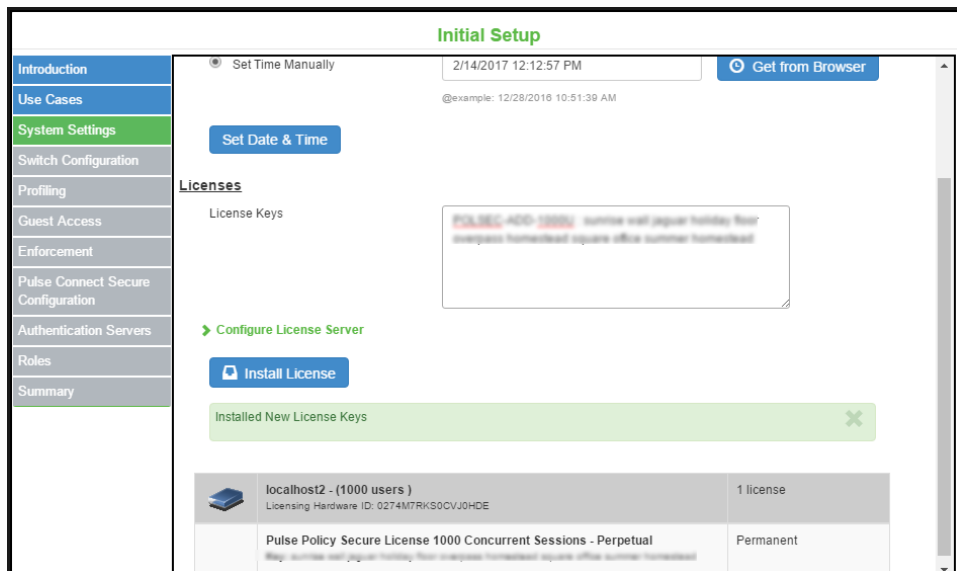 Initial Setup
Introduction
Use Cases
System Settings
Switch Configuration
Profiling
Guest Access
Enforcement
Pulse Connect Secure
Configuration
Authentication Servers
Roles
Summary
Set Time Manually
2/14/2017 12:12:57 PM
Get from Browser
@example: 12/28/2016 10:51:39 AM
Set Date & Time
Licenses
License Keys
Configure License Server
Install License
Installed New License Keys
localhost2 - (1000 users )
1 license
Licensing Hardware ID: 0274M7RKS0CVJ0HDE
Pulse Policy Secure License 1000 Concurrent Sessions - Perpetual
Permanent